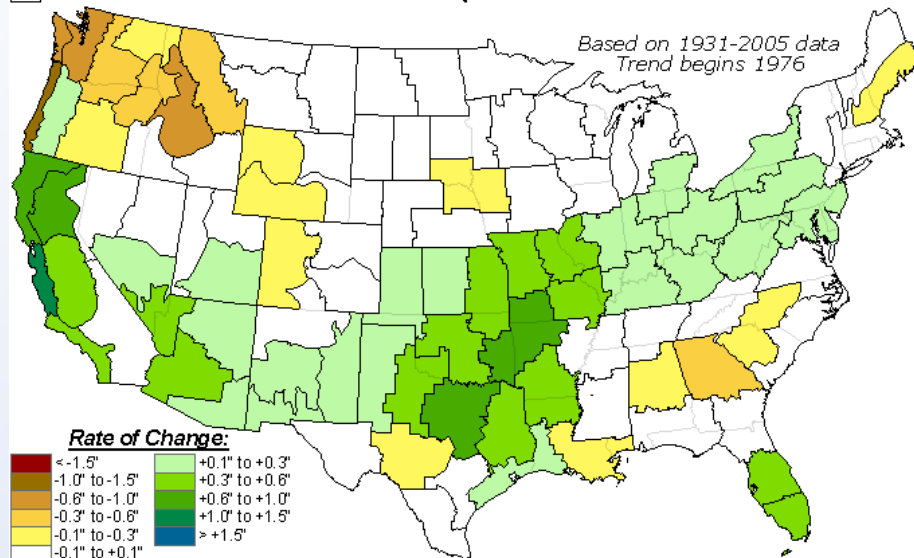 Based on 1931-2005 data
Trend begins 1976
Rate of Change:
< -1.5"
-1.0" to -1.5"
-0.6" to -1.0"
-0.3" to -0.6"
-0.1" to -0.3"
-0.1" to +0.1"
+0.1" to +0.3"
+0.3" to +0.6"
+0.6" to +1.0"
+1.0" to +1.5"
> +1.5"